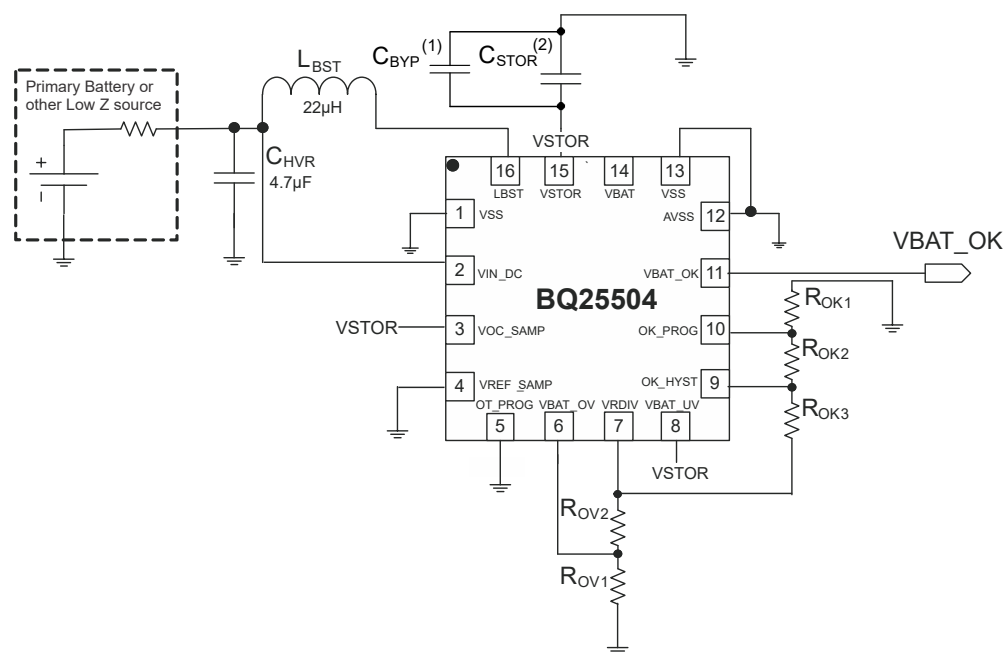 C_BYP (1)
C_STOR (2)
L_BST
22µH
Primary Battery or
other Low Z source
+
–
C_HVR
4.7µF
VSTOR
16
15
14
13
LBST
VSTOR
VBAT
VSS
1
VSS
AVSS
12
2
VIN_DC
VBAT_OK
11
VBAT_OK
BQ25504
R_OK1
VSTOR
3
VOC_SAMP
OK_PROG
10
R_OK2
4
VREF_SAMP
OK_HYST
9
R_OK3
OT_PROG
VBAT_OV
VRDIV
VBAT_UV
5
6
7
8
VSTOR
R_OV2
R_OV1